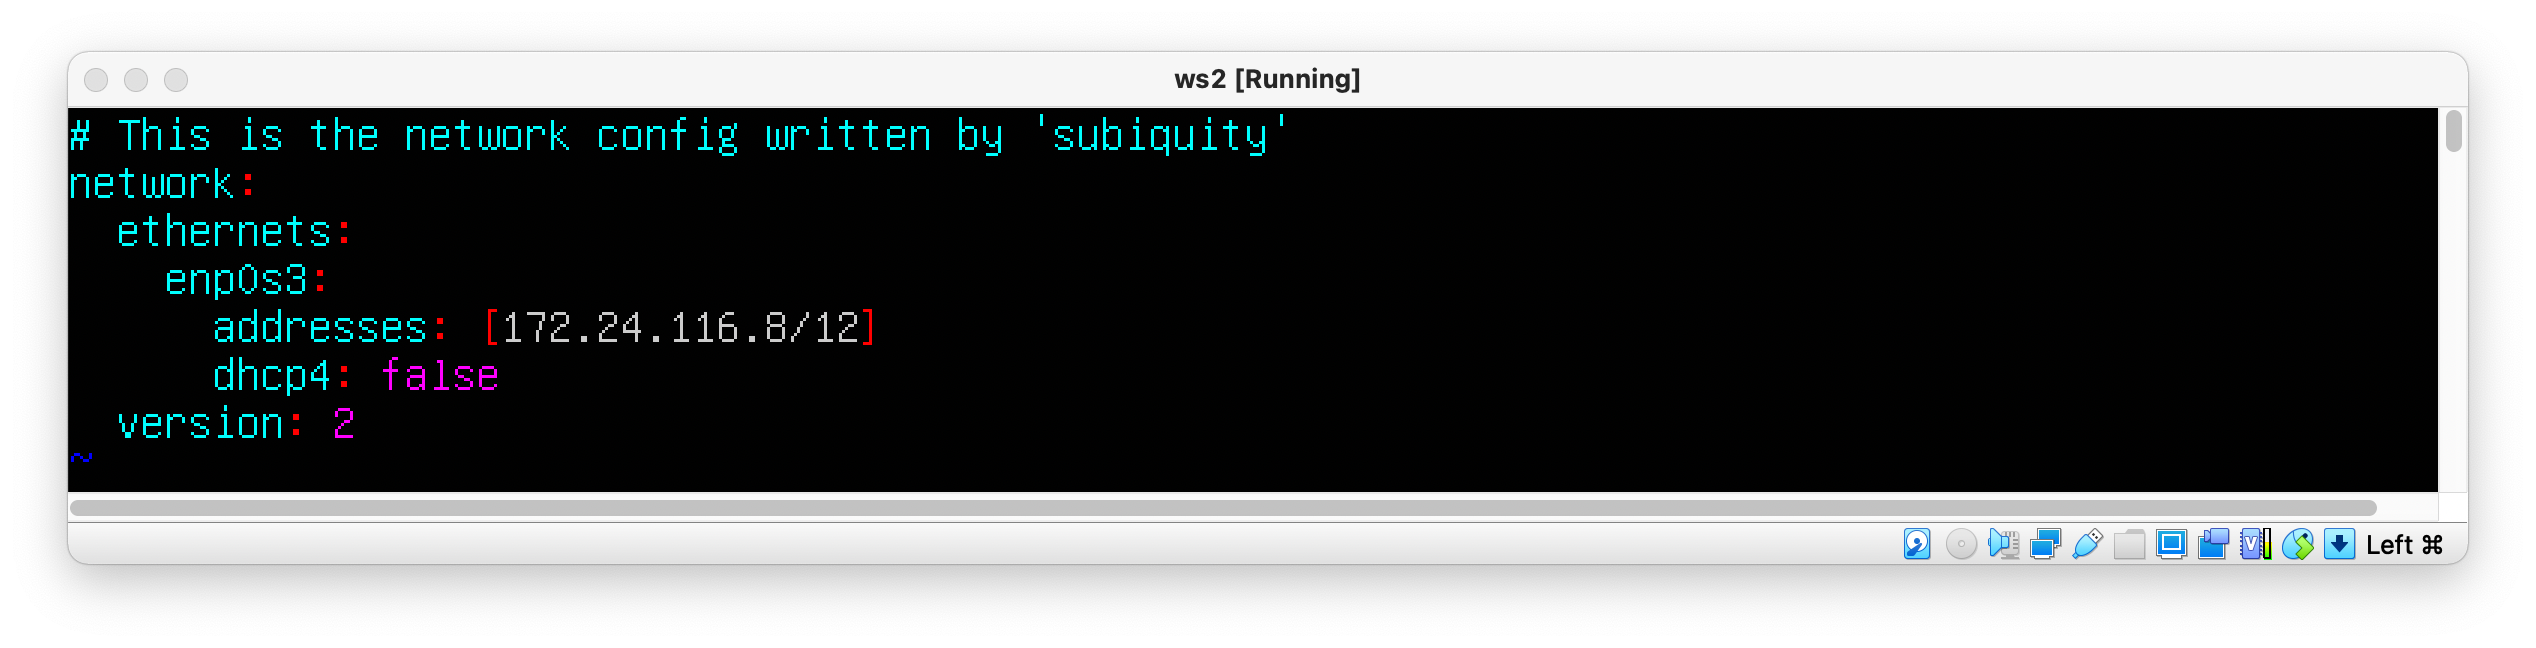 ws2 [Running]
# This is the network config written by 'subiquity'
network:
  ethernets:
    enp0s3:
      addresses: [172.24.116.8/12]
      dhcp4: false
  version: 2
~
Left ⌘